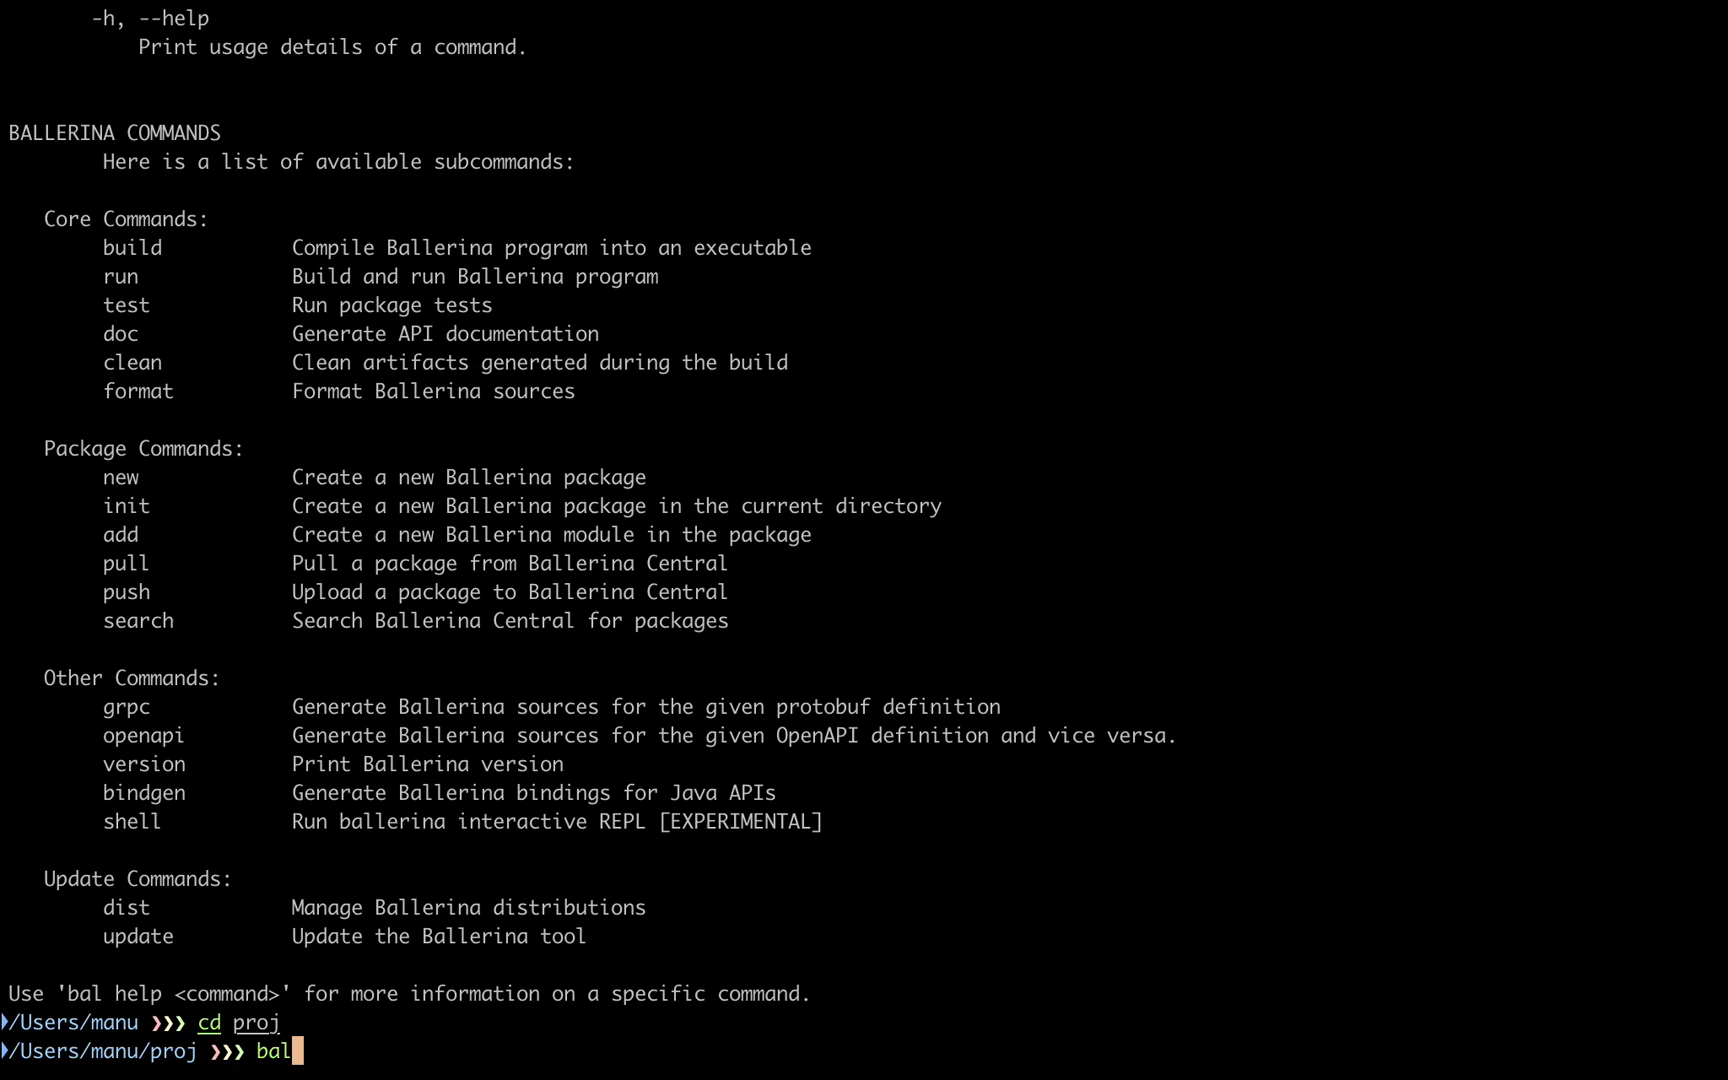 -h, --help
Print usage details of a command.
BALLERINA COMMANDS
Here is a list of available subcommands:
Core Commands:
build Compile Ballerina program into an executable
run Build and run Ballerina program
test Run package tests
doc Generate API documentation
clean Clean artifacts generated during the build
format Format Ballerina sources
Package Commands:
new Create a new Ballerina package
init Create a new Ballerina package in the current directory
add Create a new Ballerina module in the package
pull Pull a package from Ballerina Central
push Upload a package to Ballerina Central
search Search Ballerina Central for packages
Other Commands:
grpc Generate Ballerina sources for the given protobuf definition
openapi Generate Ballerina sources for the given OpenAPI definition and vice versa.
version Print Ballerina version
bindgen Generate Ballerina bindings for Java APIs
shell Run ballerina interactive REPL [EXPERIMENTAL]
Update Commands:
dist Manage Ballerina distributions
update Update the Ballerina tool
Use 'bal help <command>' for more information on a specific command.
/Users/manu ❯❯❯ cd proj
/Users/manu/proj ❯❯❯ bal